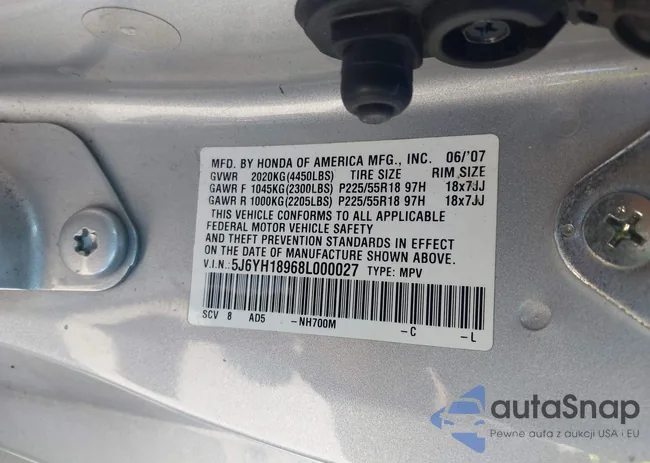 MFD. BY HONDA OF AMERICA MFG., INC. 06/'07
GVWR 2020KG(4450LBS) TIRE SIZE RIM SIZE
GAWR F 1045KG(2300LBS) P225/55R18 97H 18x7JJ
GAWR R 1000KG(2205LBS) P225/55R18 97H 18x7JJ
THIS VEHICLE CONFORMS TO ALL APPLICABLE
FEDERAL MOTOR VEHICLE SAFETY
AND THEFT PREVENTION STANDARDS IN EFFECT
ON THE DATE OF MANUFACTURE SHOWN ABOVE.
V.I.N.: 5J6YH18968L000027 TYPE: MPV
SCV 8 AD5 -NH700M -C -L
autaSnap
Pewne auta z aukcji USA i EU